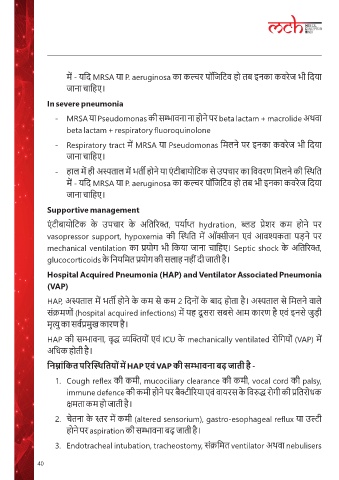 mch
में - यदि MRSA या P. aeruginosa का कल्चर पॉजिटिव हो तब इनका कवरेज भी दिया
जाना चाहिए।
In severe pneumonia
- MRSA या Pseudomonas की सम्भावना ना होने पर beta lactam + macrolide अथवा
beta lactam + respiratory fluoroquinolone
- Respiratory tract में MRSA या Pseudomonas मिलने पर इनका कवरेज भी दिया
जाना चाहिए।
- हाल में ही अस्पताल में भर्ती होने या एंटीबायोटिक से उपचार का विवरण मिलने की स्थिति
में - यदि MRSA या P. aeruginosa का कल्चर पॉजिटिव हो तब भी इनका कवरेज दिया
जाना चाहिए।
Supportive management
एंटीबायोटिक के उपचार के अतिरिक्त, पर्याप्त hydration, ब्लड प्रेशर कम होने पर
vasopressor support, hypoxemia की स्थिति में ऑक्सीजन एवं आवश्यकता पड़ने पर
mechanical ventilation का प्रयोग भी किया जाना चाहिए। Septic shock के अतिरिक्त,
glucocorticoids के नियमित प्रयोग की सलाह नहीं दी जाती है।
Hospital Acquired Pneumonia (HAP) and Ventilator Associated Pneumonia
(VAP)
HAP, अस्पताल में भर्ती होने के कम से कम 2 दिनों के बाद होता है। अस्पताल से मिलने वाले
संक्रमणों (hospital acquired infections) में यह दूसरा सबसे आम कारण है एवं इनसे जुड़ी
मृत्यु का सर्वप्रमुख कारण है।
HAP की सम्भावना, वृद्ध व्यक्तियों एवं ICU के mechanically ventilated रोगियों (VAP) में
अधिक होती है।
निम्नांकित परिस्थितियों में HAP एवं VAP की सम्भावना बढ़ जाती है -
1. Cough reflex की कमी, mucociliary clearance की कमी, vocal cord की palsy,
immune defence की कमी होने पर बैक्टीरिया एवं वायरस के विरुद्ध रोगी की प्रतिरोधक
क्षमता कम हो जाती है।
2. चेतना के स्तर में कमी (altered sensorium), gastro-esophageal reflux या उल्टी
होने पर aspiration की सम्भावना बढ़ जाती है।
3. Endotracheal intubation, tracheostomy, संक्रमित ventilator अथवा nebulisers
40